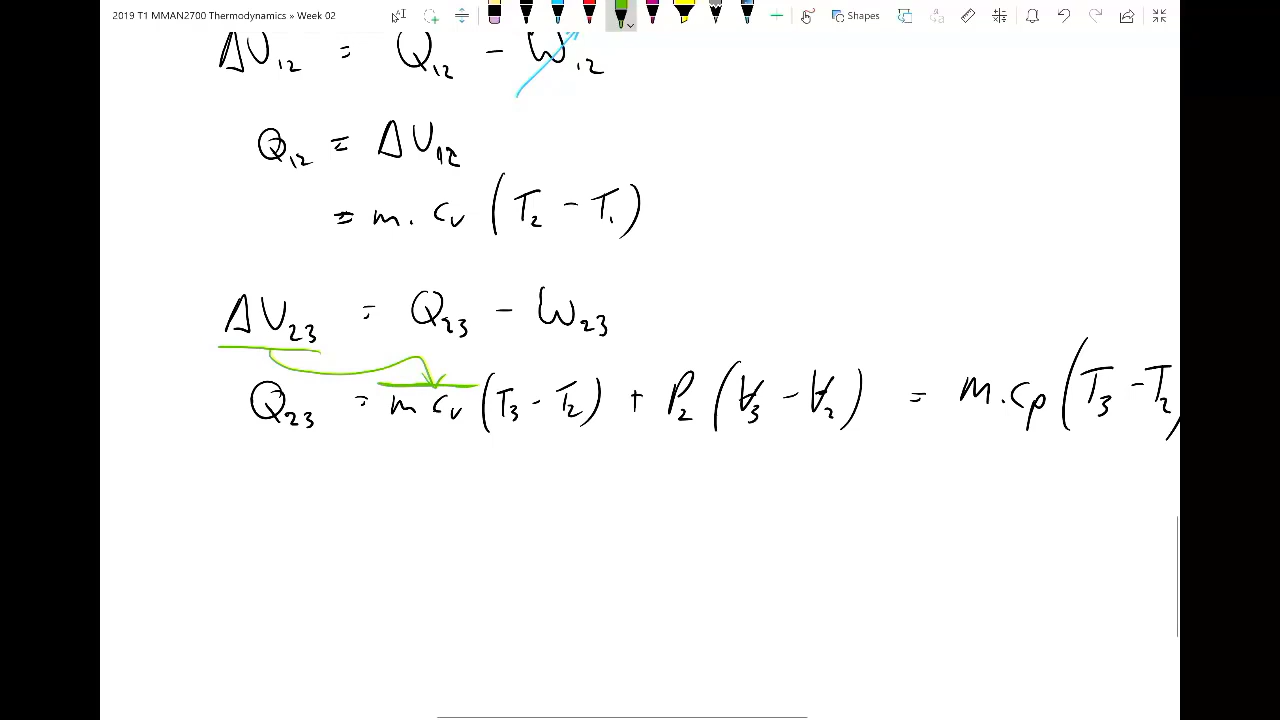 2019 T1 MMAN2700 Thermodynamics » Week 02
Shapes
ΔU₁₂ = Q₁₂ - W₁₂
Q₁₂ = ΔU₁₂
= m. cᵥ (T₂ - T₁)
ΔU₂₃ = Q₂₃ - W₂₃
Q₂₃ = m cᵥ (T₃ - T₂) + P₂ (V₃ - V₂) = m.cₚ (T₃ - T₂)